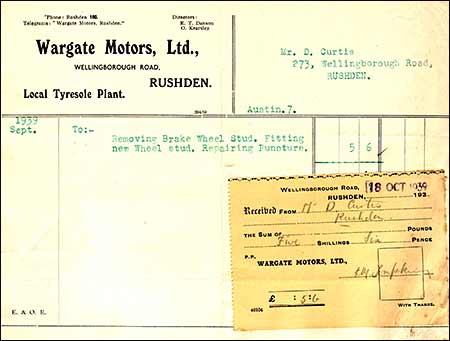 "Phone: Rushden 180.
Telegrams: "Wargate Motors, Rushden."
Directors:
R. T. Dawson
O. Kearsley
Wargate Motors, Ltd.,
WELLINGBOROUGH ROAD,
RUSHDEN.
Local Tyresole Plant.
Mr. D. Curtis
273, Wellingborough Road,
RUSHDEN.
Austin.7.
1939
Sept. To:-
Removing Brake Wheel Stud. Fitting
new Wheel stud. Repairing Puncture. 5 6
WELLINGBOROUGH ROAD,
RUSHDEN, 193
18 OCT 1939
Received FROM Mr D Curtis
Rushden
THE SUM OF POUNDS
Five SHILLINGS Six PENCE
P.P.
WARGATE MOTORS, LTD.,
£ : 5 : 6
WITH THANKS.
E. & O. E.